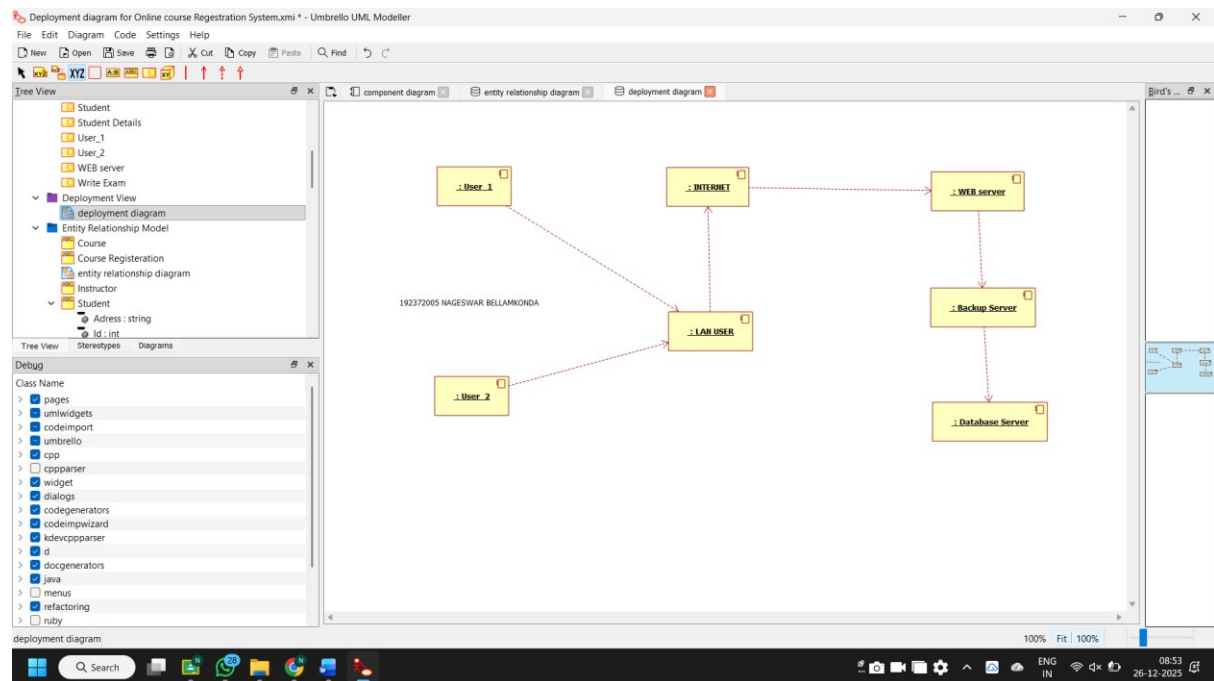 Deployment diagram for Online course Regestration System.xmi * - Umbrello UML Modeller
File Edit Diagram Code Settings Help
New Open Save Cut Copy Paste Find
XYZ A:B XY
Tree View
Student
Student Details
User_1
User_2
WEB server
Write Exam
Deployment View
deployment diagram
Entity Relationship Model
Course
Course Registeration
entity relationship diagram
Instructor
Student
Adress : string
Id : int
Tree View Stereotypes Diagrams
Debug
Class Name
pages
umlwidgets
codeimport
umbrello
cpp
cppparser
widget
dialogs
codegenerators
codeimpwizard
kdevcppparser
d
docgenerators
java
menus
refactoring
ruby
component diagram entity relationship diagram deployment diagram
Bird's ...
: User_1
: INTERNET
: WEB server
192372005 NAGESWAR BELLAMKONDA
: LAN USER
: Backup Server
: User_2
: Database Server
deployment diagram
100% Fit 100%
Search
28
ENG
IN
08:53
26-12-2025